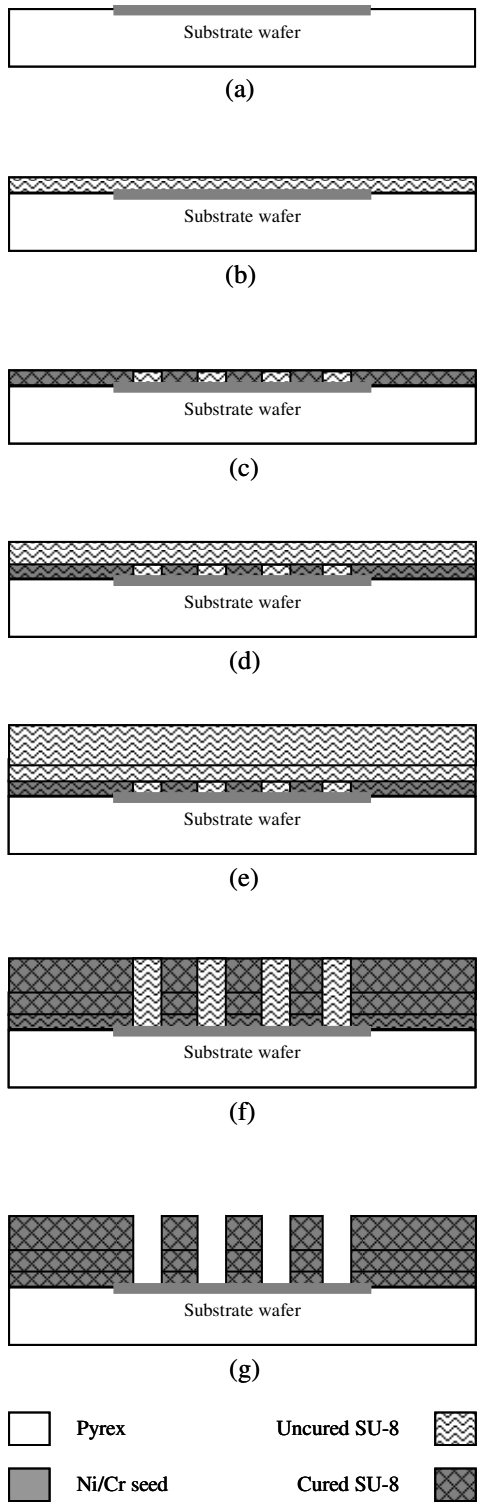 Substrate wafer
(a)
Substrate wafer
(b)
Substrate wafer
(c)
Substrate wafer
(d)
Substrate wafer
(e)
Substrate wafer
(f)
Substrate wafer
(g)
Pyrex
Uncured SU-8
Ni/Cr seed
Cured SU-8